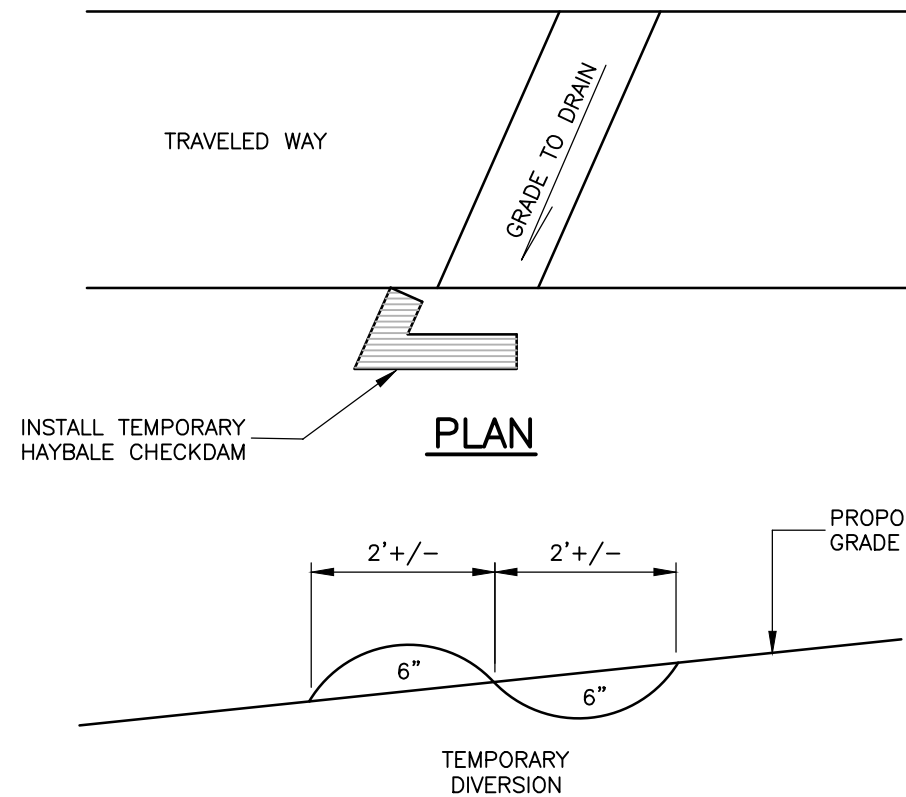 TRAVELED WAY
GRADE TO DRAIN
INSTALL TEMPORARY
HAYBALE CHECKDAM
PLAN
PROPO
GRADE
2'+/- 2'+/-
6" 6"
TEMPORARY
DIVERSION